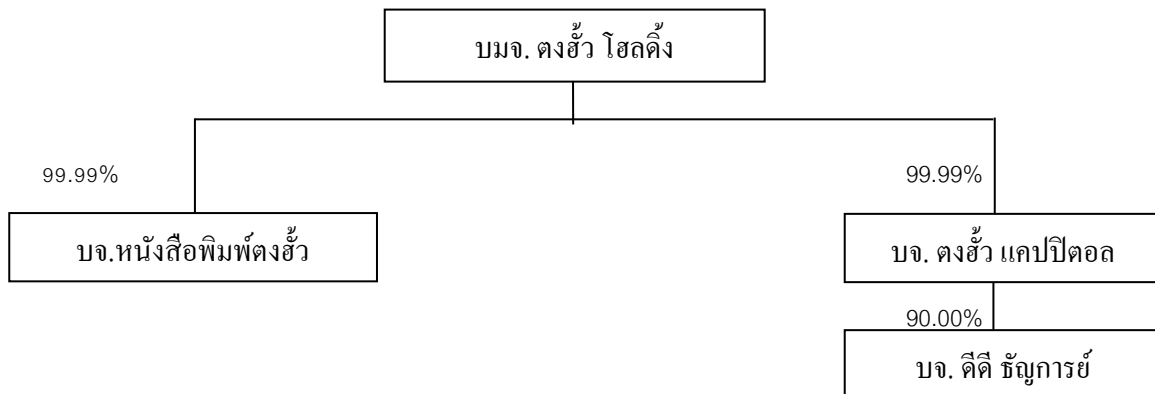 บมจ. ตงฮั้ว โฮลดิ้ง
99.99%
99.99%
บจ.หนังสือพิมพ์ตงฮั้ว
บจ. ตงฮั้ว แคปปิตอล
90.00%
บจ. ดีดี ธัญการย์